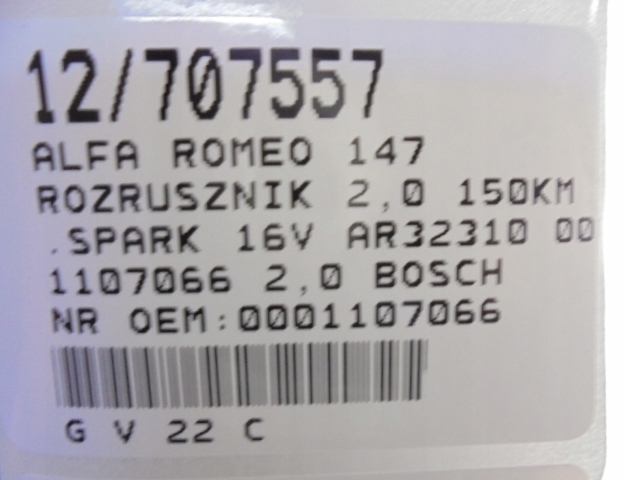 12/707557
ALFA ROMEO 147
ROZRUSZNIK 2,0 150KM
.SPARK 16V AR32310 00
1107066 2,0 BOSCH
NR OEM:0001107066
G V 22 C